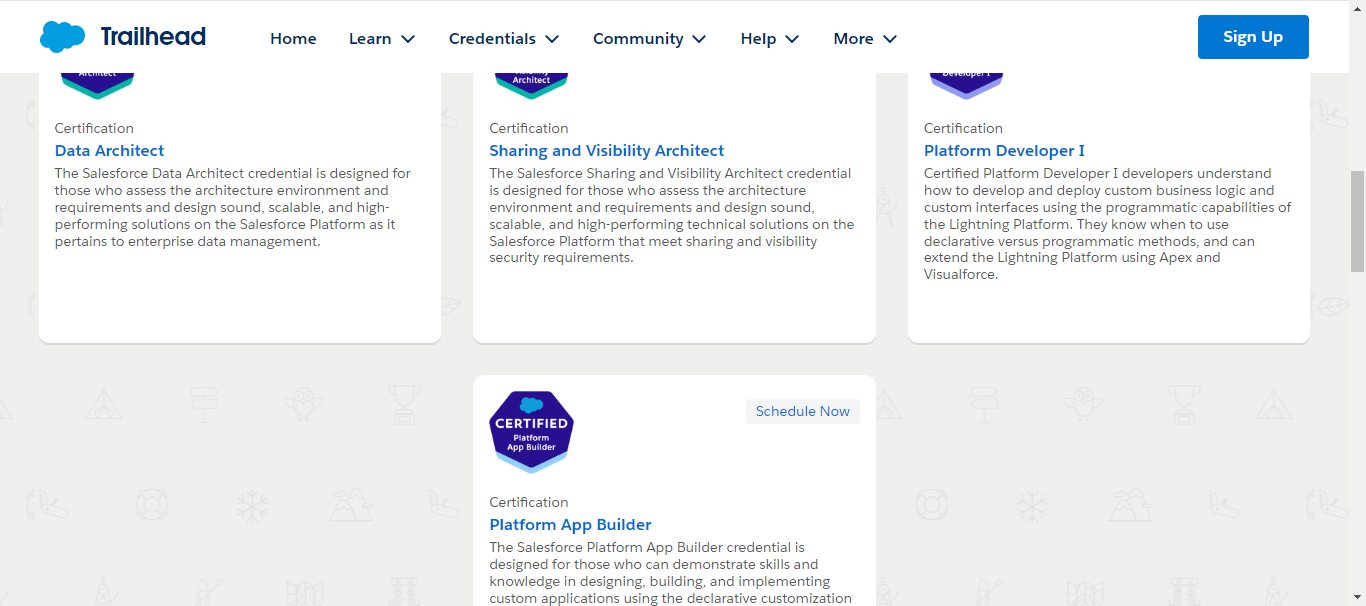 Trailhead
Home
Learn
Credentials
Community
Help
More
Sign Up
Architect
Architect
Developer I
Certification
Data Architect
The Salesforce Data Architect credential is designed for
those who assess the architecture environment and
requirements and design sound, scalable, and high-
performing solutions on the Salesforce Platform as it
pertains to enterprise data management.
Certification
Sharing and Visibility Architect
The Salesforce Sharing and Visibility Architect credential
is designed for those who assess the architecture
environment and requirements and design sound,
scalable, and high-performing technical solutions on the
Salesforce Platform that meet sharing and visibility
security requirements.
Certification
Platform Developer I
Certified Platform Developer I developers understand
how to develop and deploy custom business logic and
custom interfaces using the programmatic capabilities of
the Lightning Platform. They know when to use
declarative versus programmatic methods, and can
extend the Lightning Platform using Apex and
Visualforce.
CERTIFIED
Platform
App Builder
Schedule Now
Certification
Platform App Builder
The Salesforce Platform App Builder credential is
designed for those who can demonstrate skills and
knowledge in designing, building, and implementing
custom applications using the declarative customization